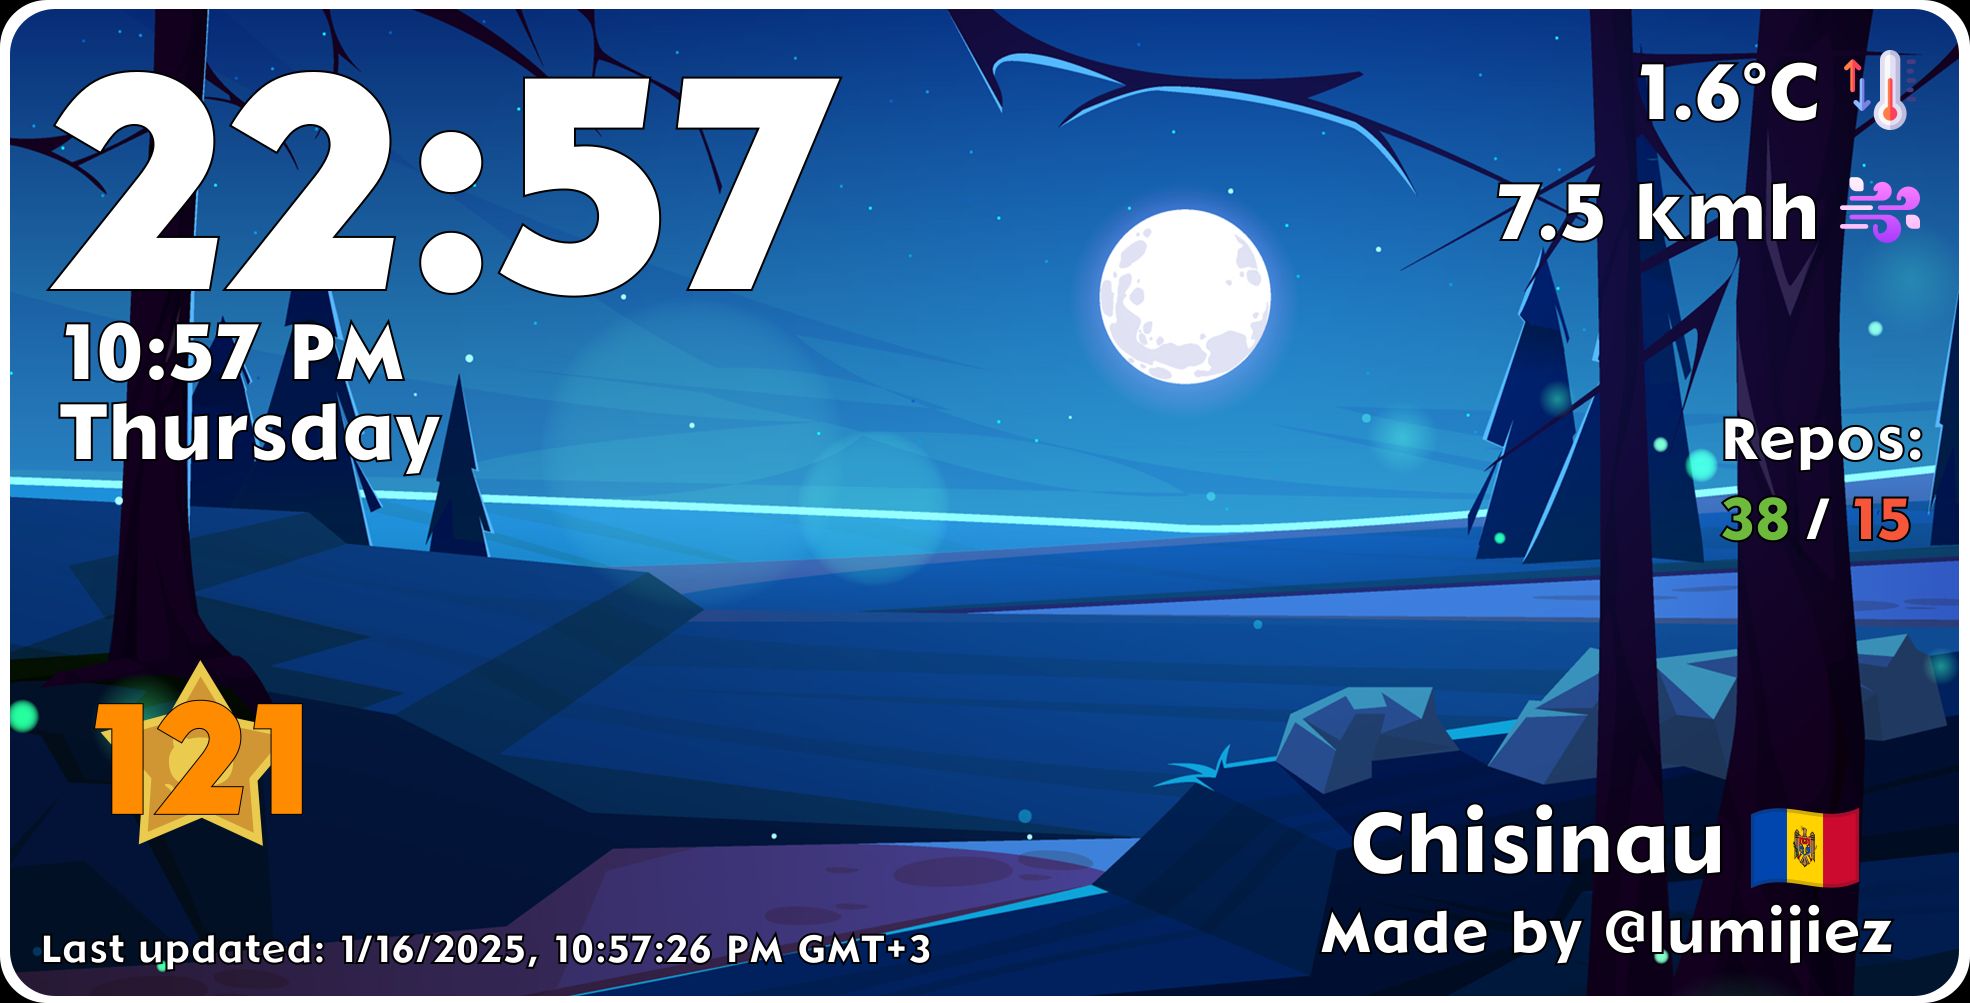 22:57
10:57 PM
Thursday
1.6°C
7.5 kmh
Repos:
38 / 15
121
Chisinau
Made by @lumijiez
Last updated: 1/16/2025, 10:57:26 PM GMT+3